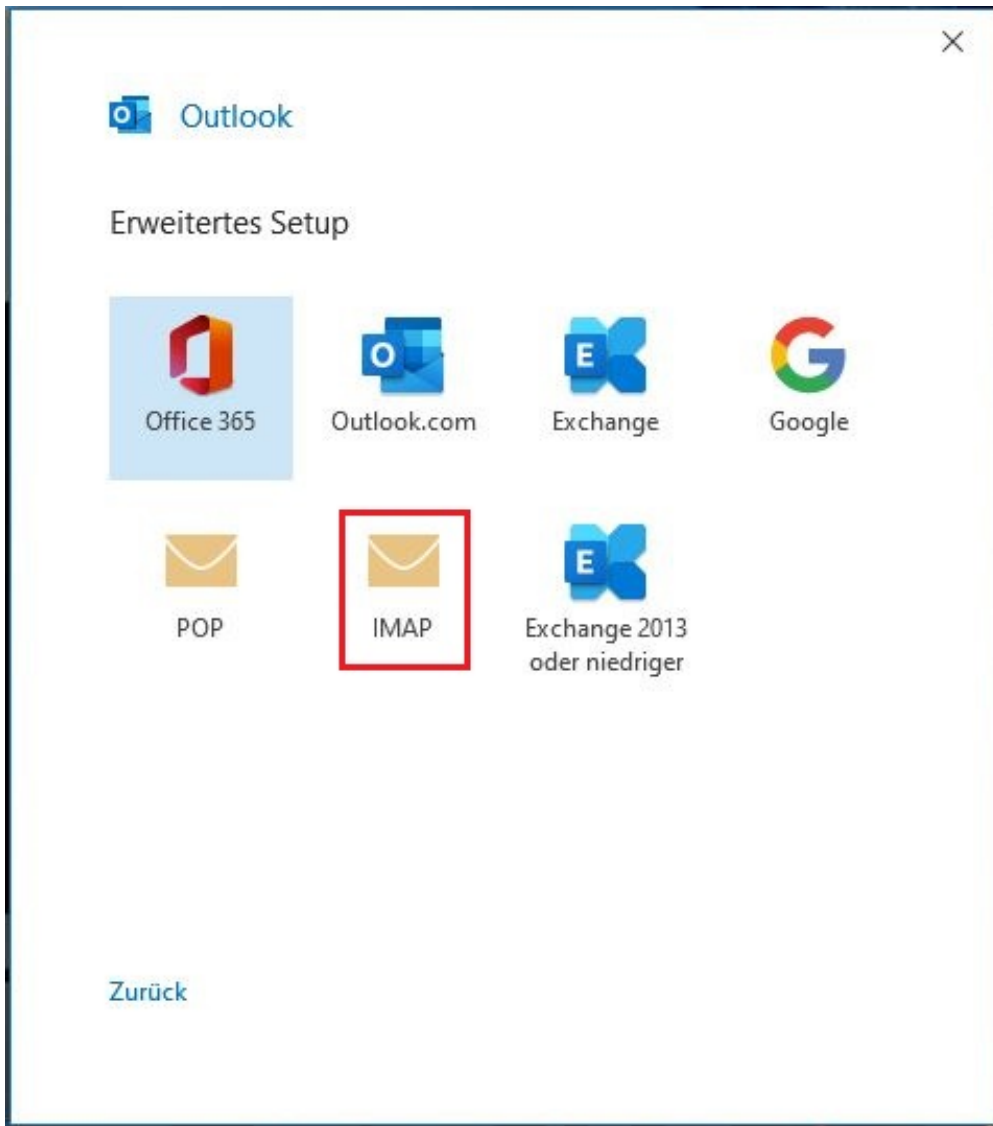 Outlook
Erweitertes Setup
Office 365
Outlook.com
Exchange
Google
POP
IMAP
Exchange 2013
oder niedriger
Zurück